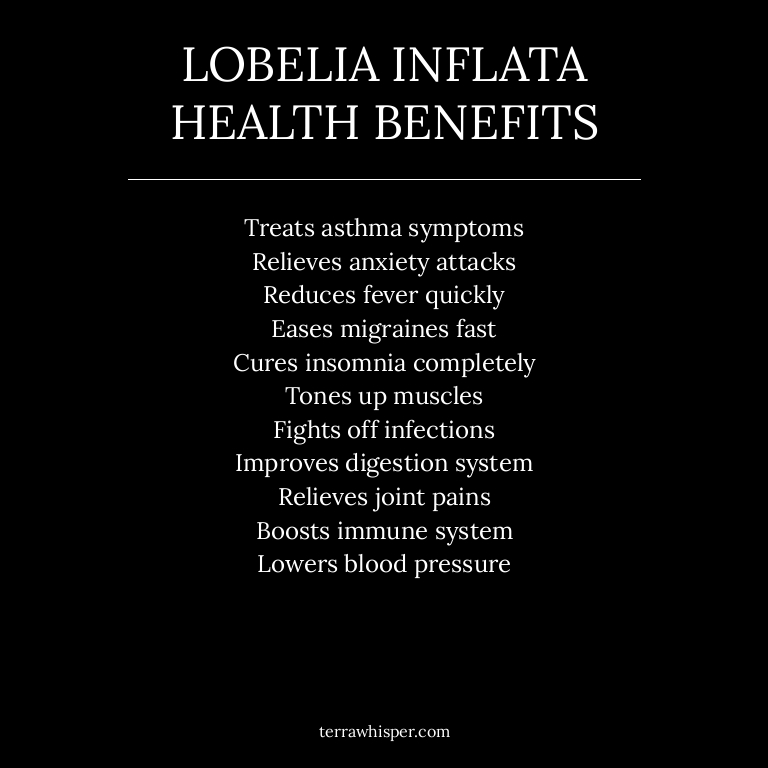 LOBELIA INFLATA
HEALTH BENEFITS
Treats asthma symptoms
Relieves anxiety attacks
Reduces fever quickly
Eases migraines fast
Cures insomnia completely
Tones up muscles
Fights off infections
Improves digestion system
Relieves joint pains
Boosts immune system
Lowers blood pressure
terrawhisper.com